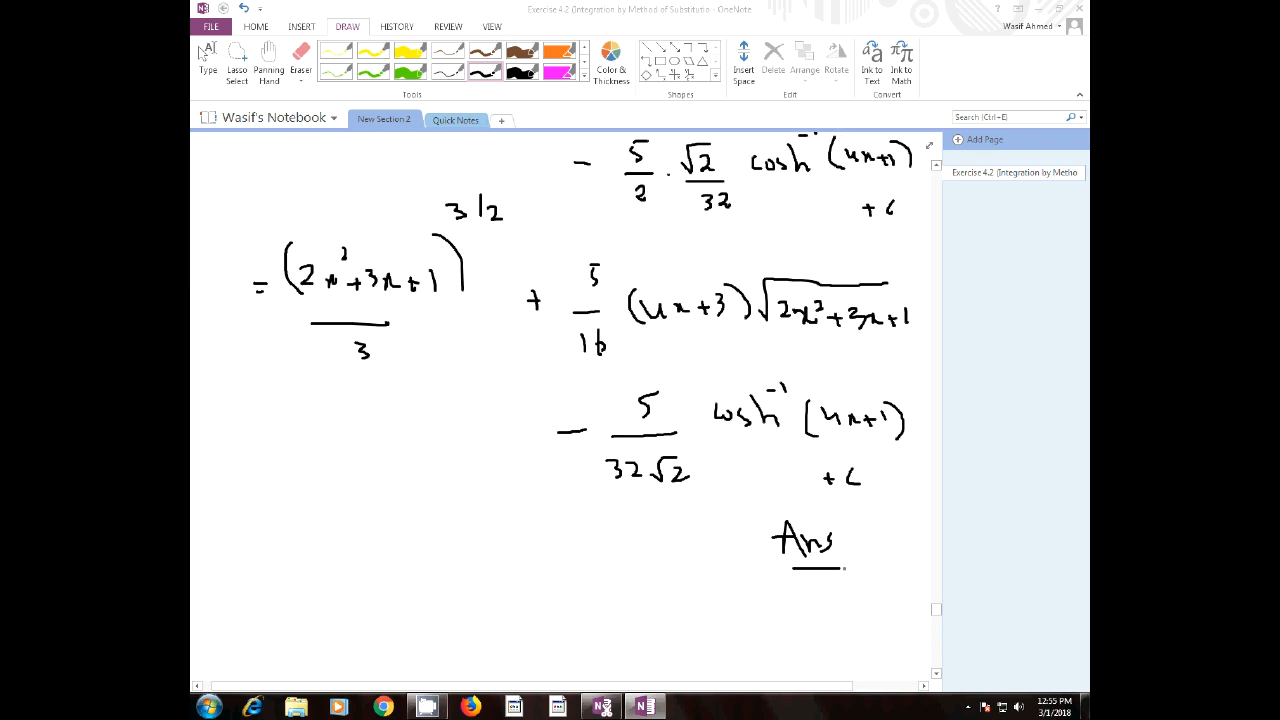 Exercise 4.2 (Integration by Method of Substitutio - OneNote
Wasif Ahmed
FILE HOME INSERT DRAW HISTORY REVIEW VIEW
Type Lasso Select Panning Hand Eraser Color & Thickness Insert Space Delete Arrange Rotate Ink to Text Ink to Math
Tools Shapes Edit Convert
Wasif's Notebook New Section 2 Quick Notes Search (Ctrl+E)
Add Page
Exercise 4.2 (Integration by Metho
- 5/2 · √2/32 cosh⁻¹ (4x+3)
+ c
= (2x²+3x+1)^3/2 / 3 + 5/16 (4x+3) √2x²+3x+1
- 5/32√2 cosh⁻¹ (4x+1)
+ c
Ans
12:55 PM
3/1/2018